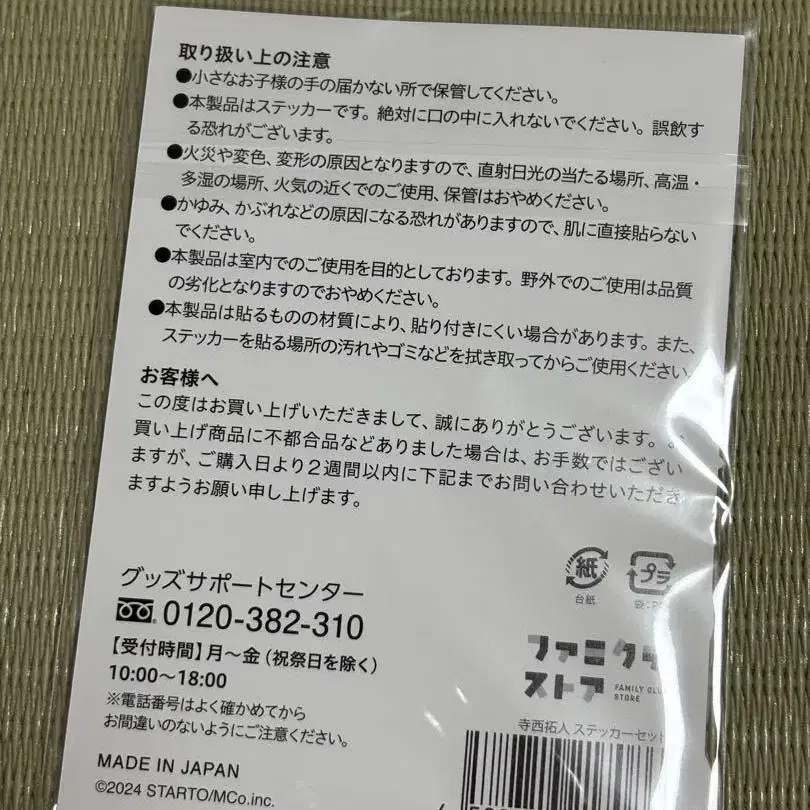 取り扱い上の注意
●小さなお子様の手の届かない所で保管してください。
●本製品はステッカーです。絶対に口の中に入れないでください。誤飲す
る恐れがございます。
●火災や変色、変形の原因となりますので、直射日光の当たる場所、高温・
多湿の場所、火気の近くでのご使用、保管はおやめください。
●かゆみ、かぶれなどの原因になる恐れがありますので、肌に直接貼らない
でください。
●本製品は室内でのご使用を目的としております。野外でのご使用は品質
の劣化となりますのでおやめください。
●本製品は貼るものの材質により、貼り付きにくい場合があります。また、
ステッカーを貼る場所の汚れやゴミなどを拭き取ってからご使用ください。
お客様へ
この度はお買い上げいただきまして、誠にありがとうございます。
買い上げ商品に不都合品などありました場合は、お手数ではござい
ますが、ご購入日より2週間以内に下記までお問い合わせいただき
ますようお願い申し上げます。
紙
プラ
台紙
袋:
グッズサポートセンター
0120-382-310
【受付時間】月〜金(祝祭日を除く)
10:00〜18:00
※電話番号はよく確かめてから
お間違いのないようにご注意ください。
ファミクラ
ストア
FAMILY CLU
STORE
寺西拓人 ステッカーセット
MADE IN JAPAN
©2024 STARTO/MCo.inc.